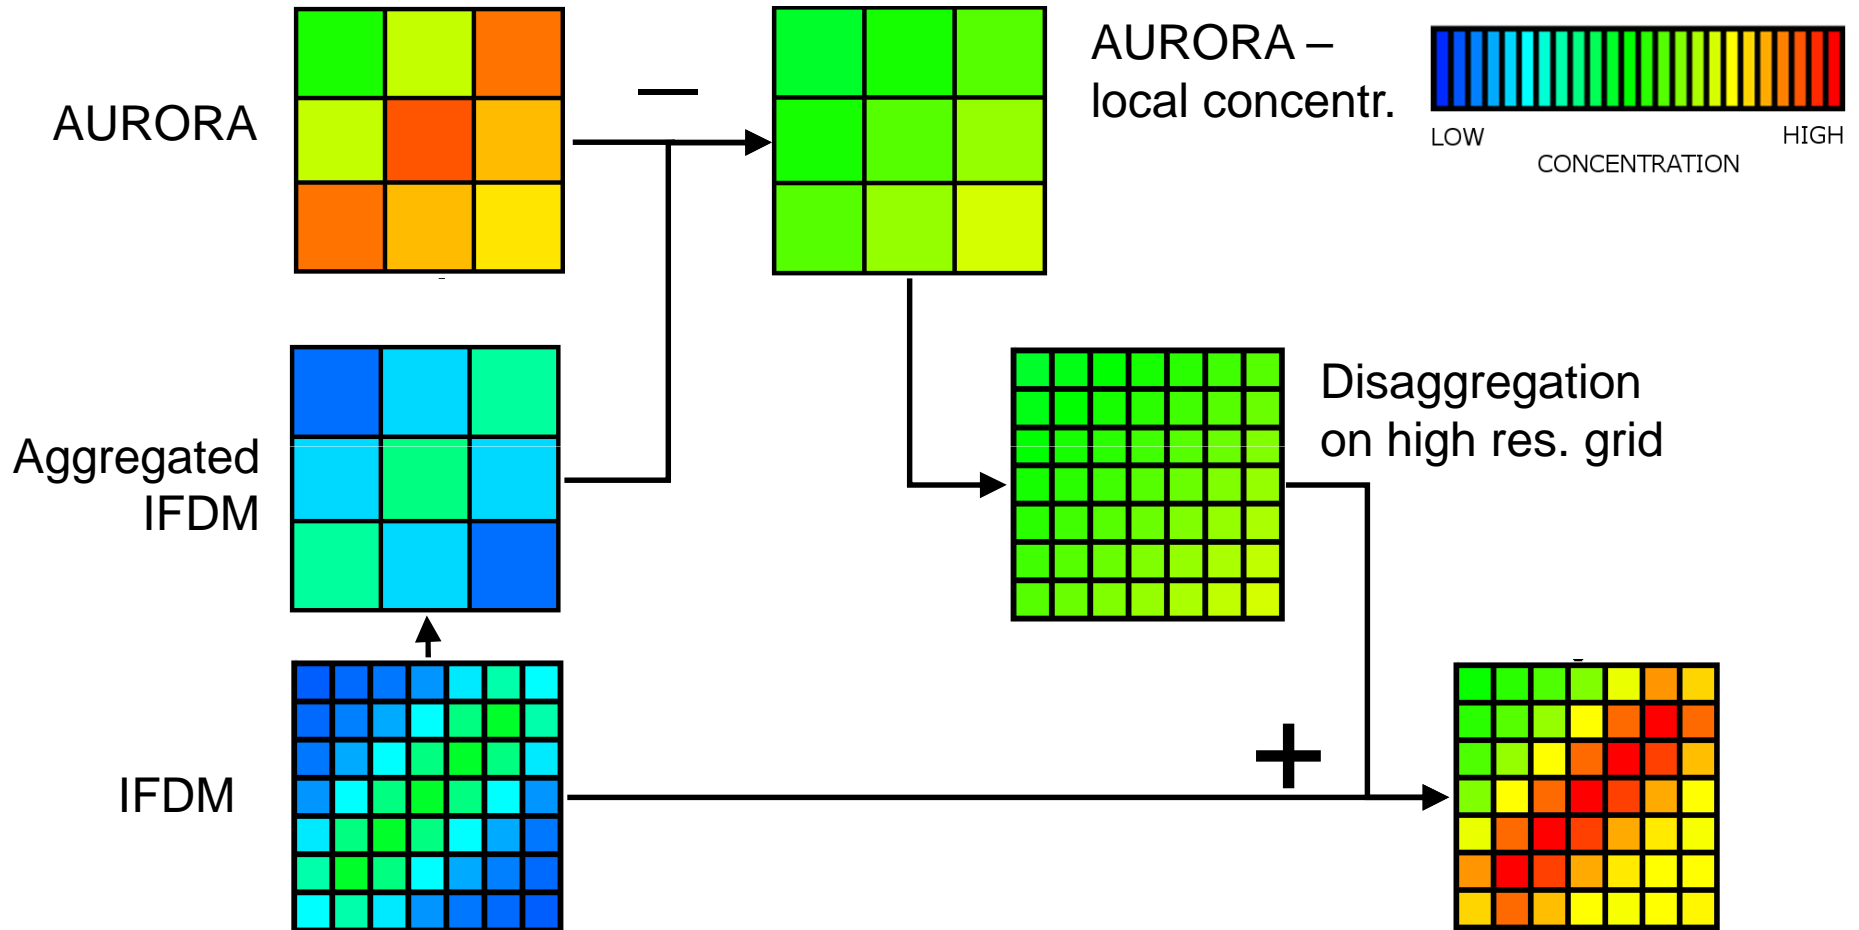 AURORA
–
AURORA –
local concentr.
LOW
HIGH
CONCENTRATION
Aggregated
IFDM
Disaggregation
on high res. grid
IFDM
+